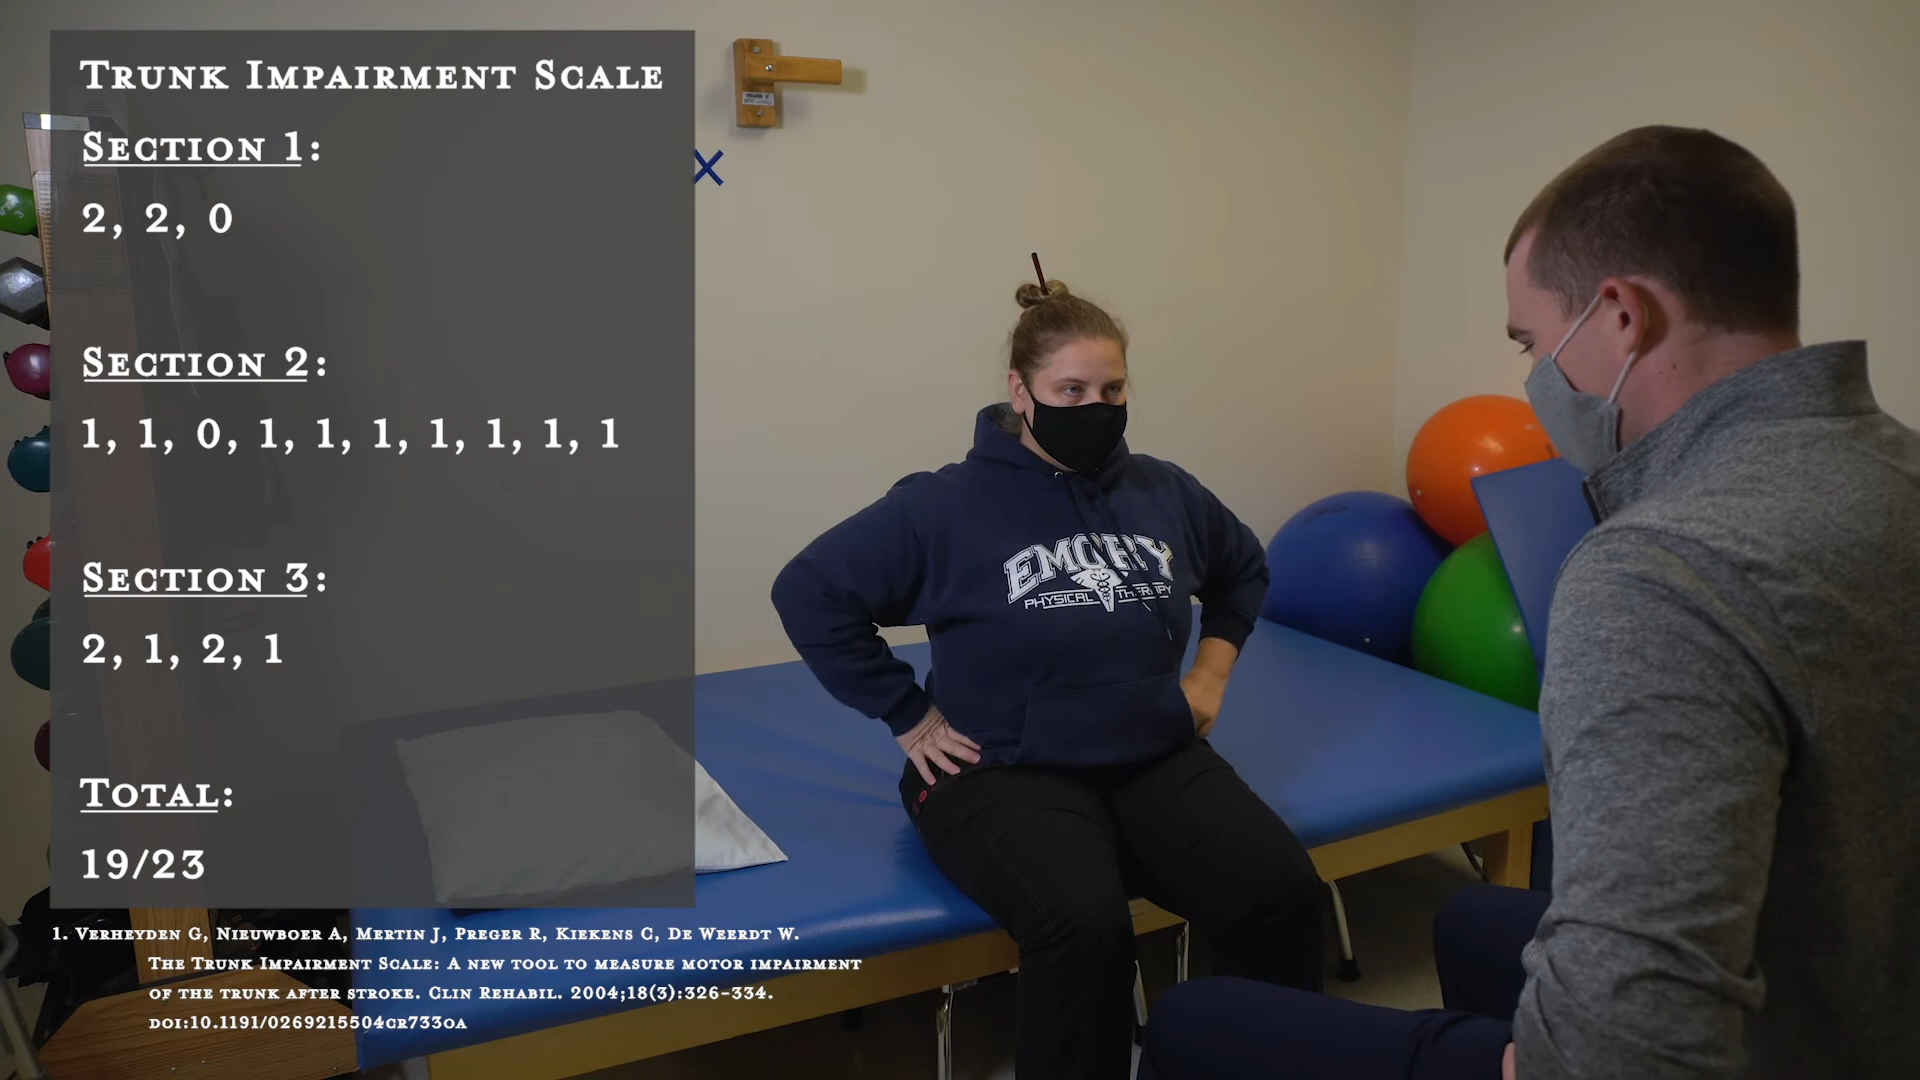 Trunk Impairment Scale
Section 1:
2, 2, 0
Section 2:
1, 1, 0, 1, 1, 1, 1, 1, 1, 1
Section 3:
2, 1, 2, 1
Total:
19/23
1. Verheyden G, Nieuwboer A, Mertin J, Preger R, Kiekens C, De Weerdt W.
The Trunk Impairment Scale: A new tool to measure motor impairment
of the trunk after stroke. Clin Rehabil. 2004;18(3):326-334.
doi:10.1191/0269215504cr733oa
EMORY
PHYSICAL THERAPY